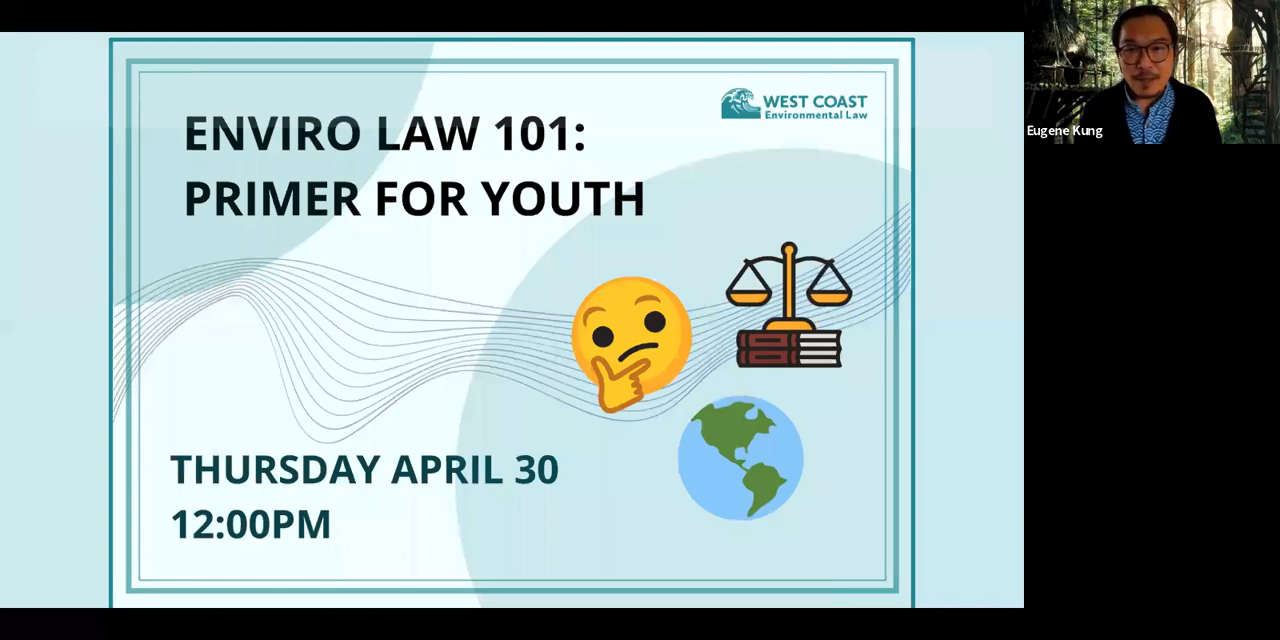 WEST COAST
Environmental Law
ENVIRO LAW 101:
PRIMER FOR YOUTH
THURSDAY APRIL 30
12:00PM
Eugene Kung